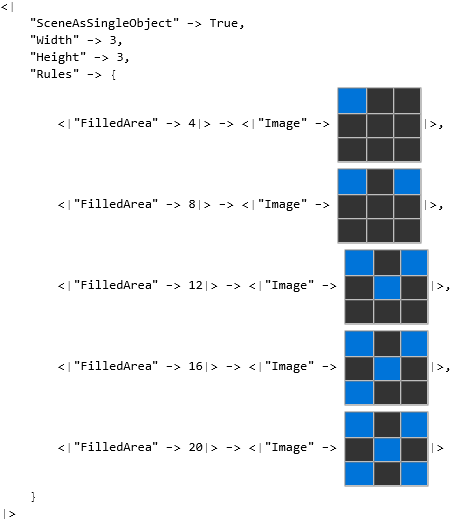 <|
"SceneAsSingleObject" -> True,
"Width" -> 3,
"Height" -> 3,
"Rules" -> {
<|"FilledArea" -> 4|> -> <|"Image" -> |>,
<|"FilledArea" -> 8|> -> <|"Image" -> |>,
<|"FilledArea" -> 12|> -> <|"Image" -> |>,
<|"FilledArea" -> 16|> -> <|"Image" -> |>,
<|"FilledArea" -> 20|> -> <|"Image" -> |>
}
|>